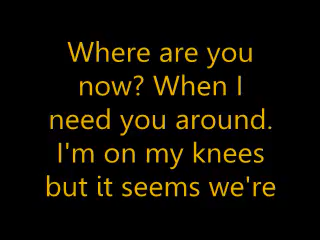 Where are you
now? When I
need you around.
I'm on my knees
but it seems we're